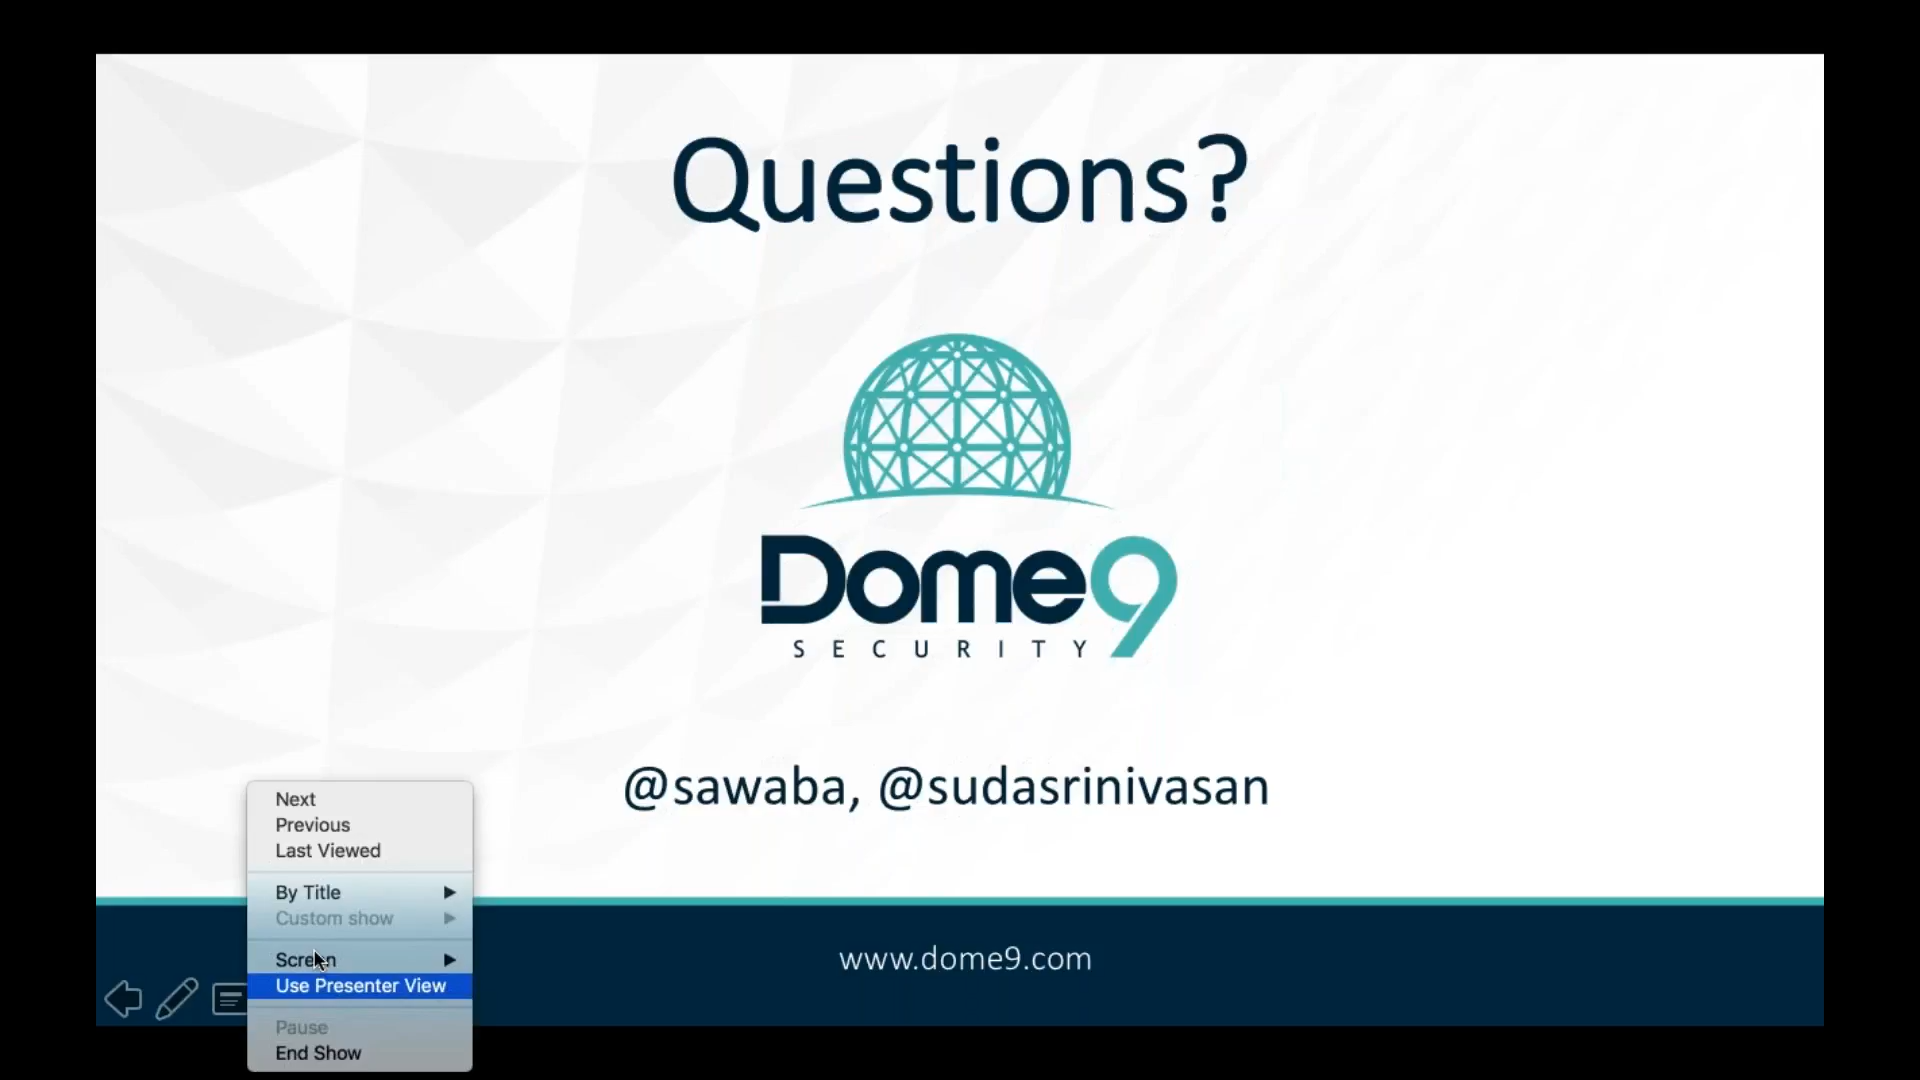 Questions?
Dome9
SECURITY
@sawaba, @sudasrinivasan
www.dome9.com
Next
Previous
Last Viewed
By Title
Custom show
Screen
Use Presenter View
Pause
End Show